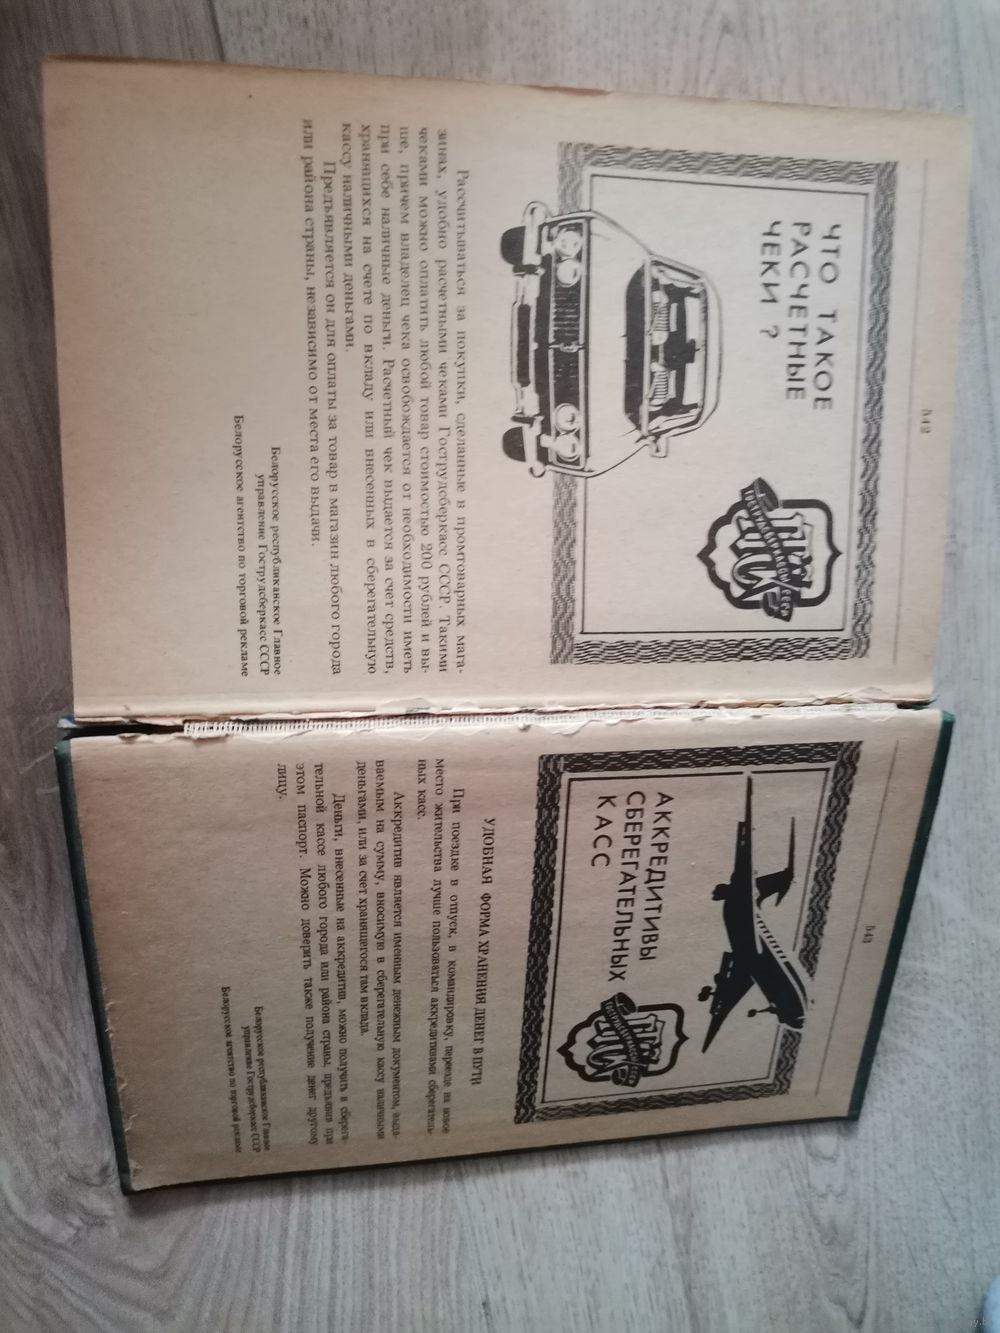 542
ЧТО ТАКОЕ
РАСЧЕТНЫЕ
ЧЕКИ ?
ГОСТРУДСБЕРКАССЫ СССР
Рассчитываться за покупки, сделанные в промтоварных мага-
зинах, удобно расчетными чеками Гострудсберкасс СССР. Такими
чеками можно оплатить любой товар стоимостью 200 рублей и вы-
ше, причем владелец чека освобождается от необходимости иметь
при себе наличные деньги. Расчетный чек выдается за счет средств,
хранящихся на счете по вкладу или внесенных в сберегательную
кассу наличными деньгами.
Предъявляется он для оплаты за товар в магазин любого города
или района страны, независимо от места его выдачи.
Белорусское республиканское Главное
управление Гострудсберкасс СССР
Белорусское агентство по торговой рекламе
543
АККРЕДИТИВЫ
СБЕРЕГАТЕЛЬНЫХ
КАСС
УДОБНАЯ ФОРМА ХРАНЕНИЯ ДЕНЕГ В ПУТИ
При поездке в отпуск, в командировку, переезде на новое
место жительства лучше пользоваться аккредитивами сберегатель-
ных касс.
Аккредитив является именным денежным документом, выда-
ваемым на сумму, вносимую в сберегательную кассу наличными
деньгами, или за счет хранящегося там вклада.
Деньги, внесенные на аккредитив, можно получить в сберега-
тельной кассе любого города или района страны, предъявив при
этом паспорт. Можно доверить также получение денег другому
лицу.
Белорусское республиканское Главное
управление Гострудсберкасс СССР
Белорусское агентство по торговой рекламе